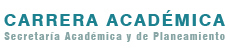 CARRERA ACADÉMICA
Secretaría Académica y de Planeamiento